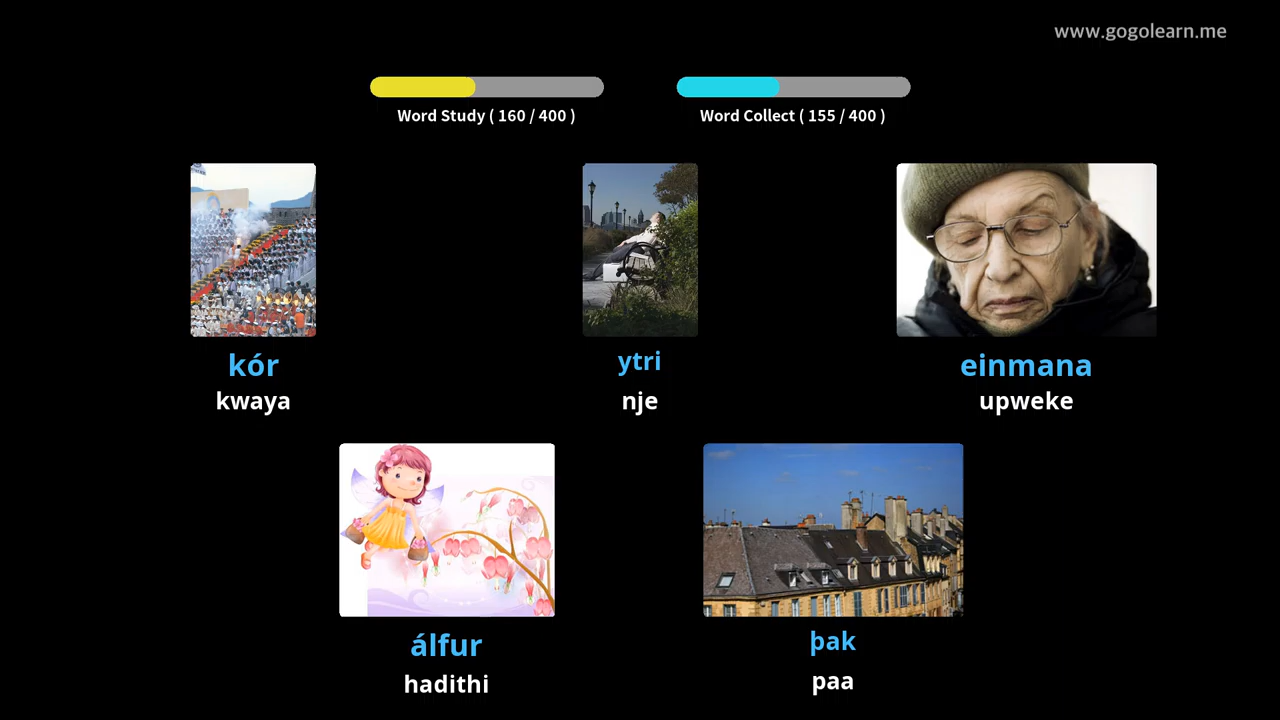 www.gogolearn.me
Word Study ( 160 / 400 )
Word Collect ( 155 / 400 )
kór
kwaya
ytri
nje
einmana
upweke
álfur
hadithi
þak
paa